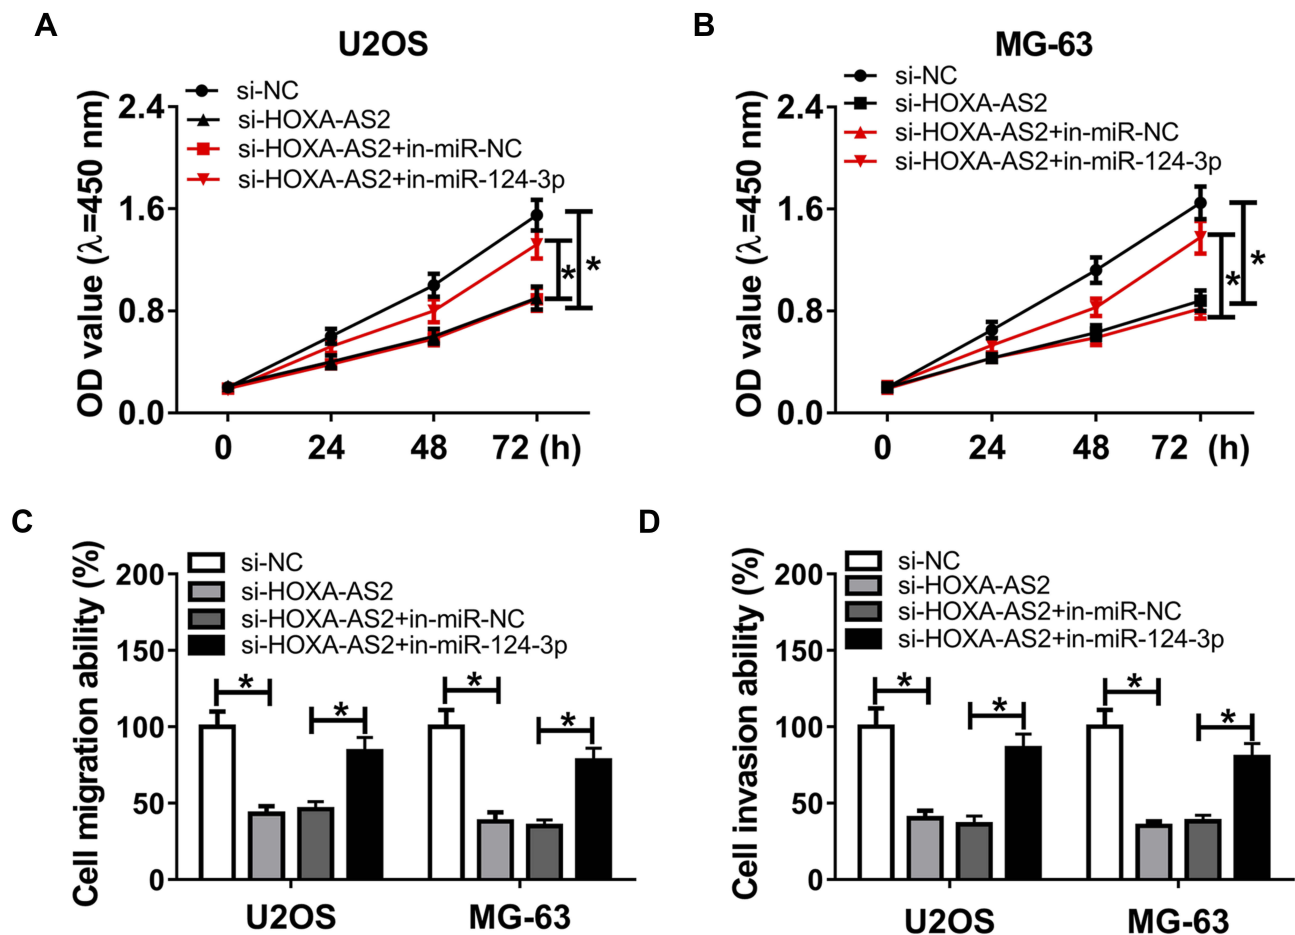 A
U2OS
si-NC
si-HOXA-AS2
si-HOXA-AS2+in-miR-NC
si-HOXA-AS2+in-miR-124-3p
OD value (λ=450 nm)
2.4
1.6
0.8
0.0
* *
0 24 48 72 (h)
B
MG-63
si-NC
si-HOXA-AS2
si-HOXA-AS2+in-miR-NC
si-HOXA-AS2+in-miR-124-3p
OD value (λ=450 nm)
2.4
1.6
0.8
0.0
* *
0 24 48 72 (h)
C
si-NC
si-HOXA-AS2
si-HOXA-AS2+in-miR-NC
si-HOXA-AS2+in-miR-124-3p
Cell migration ability (%)
200
150
100
50
0
* * * *
U2OS MG-63
D
si-NC
si-HOXA-AS2
si-HOXA-AS2+in-miR-NC
si-HOXA-AS2+in-miR-124-3p
Cell invasion ability (%)
200
150
100
50
0
* * * *
U2OS MG-63